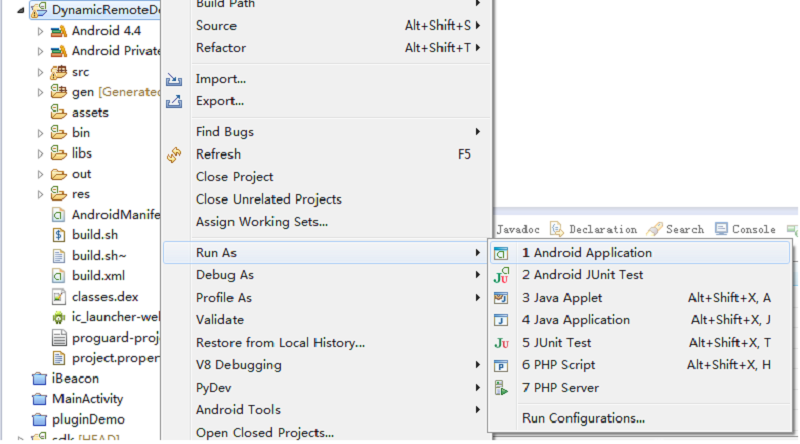 DynamicRemoteDe
Android 4.4
Android Private
src
gen [Generated
assets
bin
libs
out
res
AndroidManife
build.sh
build.sh~
build.xml
classes.dex
ic_launcher-we
proguard-proj
project.proper
iBeacon
MainActivity
pluginDemo
sdk [HEAD]
Build Path
Source Alt+Shift+S
Refactor Alt+Shift+T
Import...
Export...
Find Bugs
Refresh F5
Close Project
Close Unrelated Projects
Assign Working Sets...
Run As
Debug As
Profile As
Validate
Restore from Local History...
V8 Debugging
PyDev
Android Tools
Open Closed Projects...
Javadoc Declaration Search Console
1 Android Application
2 Android JUnit Test
3 Java Applet Alt+Shift+X, A
4 Java Application Alt+Shift+X, J
5 JUnit Test Alt+Shift+X, T
6 PHP Script Alt+Shift+X, H
7 PHP Server
Run Configurations...